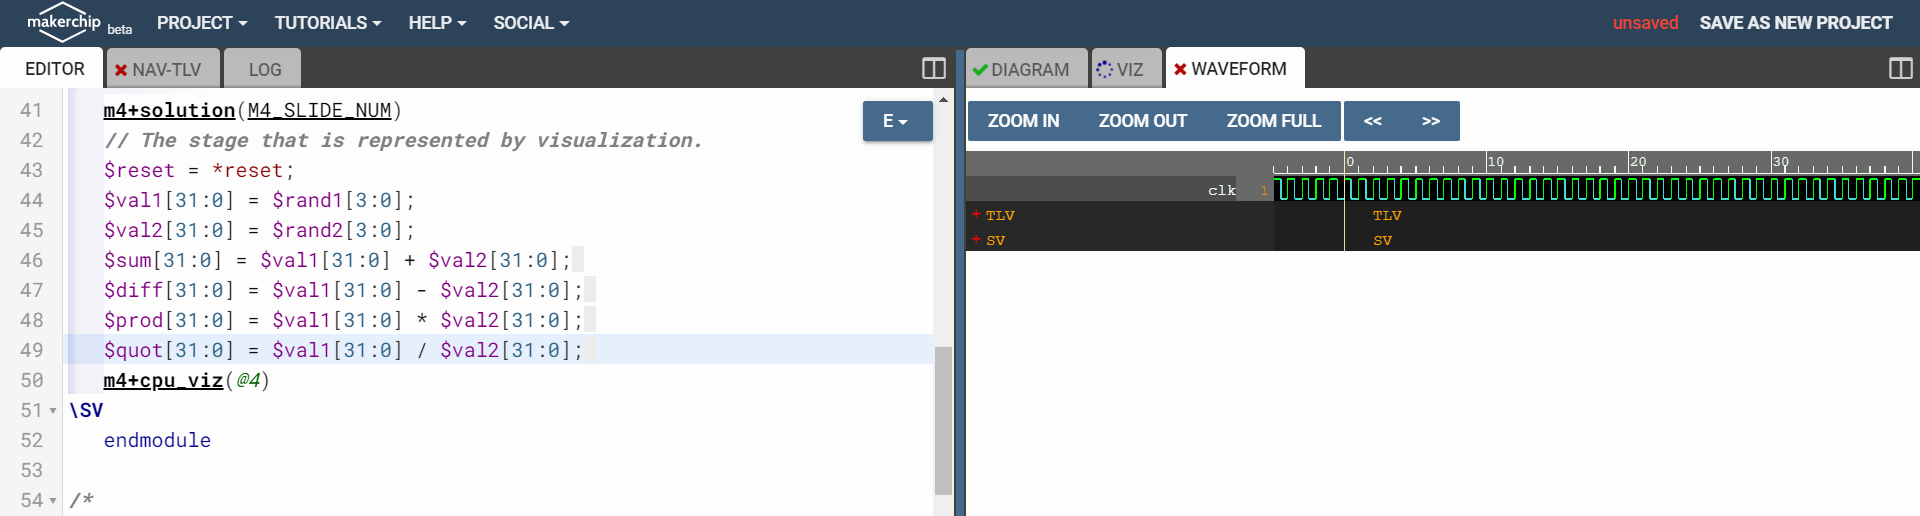 makerchip beta PROJECT TUTORIALS HELP SOCIAL unsaved SAVE AS NEW PROJECT
EDITOR NAV-TLV LOG
41 m4+solution(M4_SLIDE_NUM)
42 // The stage that is represented by visualization.
43 $reset = *reset;
44 $val1[31:0] = $rand1[3:0];
45 $val2[31:0] = $rand2[3:0];
46 $sum[31:0] = $val1[31:0] + $val2[31:0];
47 $diff[31:0] = $val1[31:0] - $val2[31:0];
48 $prod[31:0] = $val1[31:0] * $val2[31:0];
49 $quot[31:0] = $val1[31:0] / $val2[31:0];
50 m4+cpu_viz(@4)
51 \SV
52 endmodule
53
54 /*
E
DIAGRAM VIZ WAVEFORM
ZOOM IN ZOOM OUT ZOOM FULL << >>
0 10 20 30
clk 1
+ TLV TLV
+ SV SV